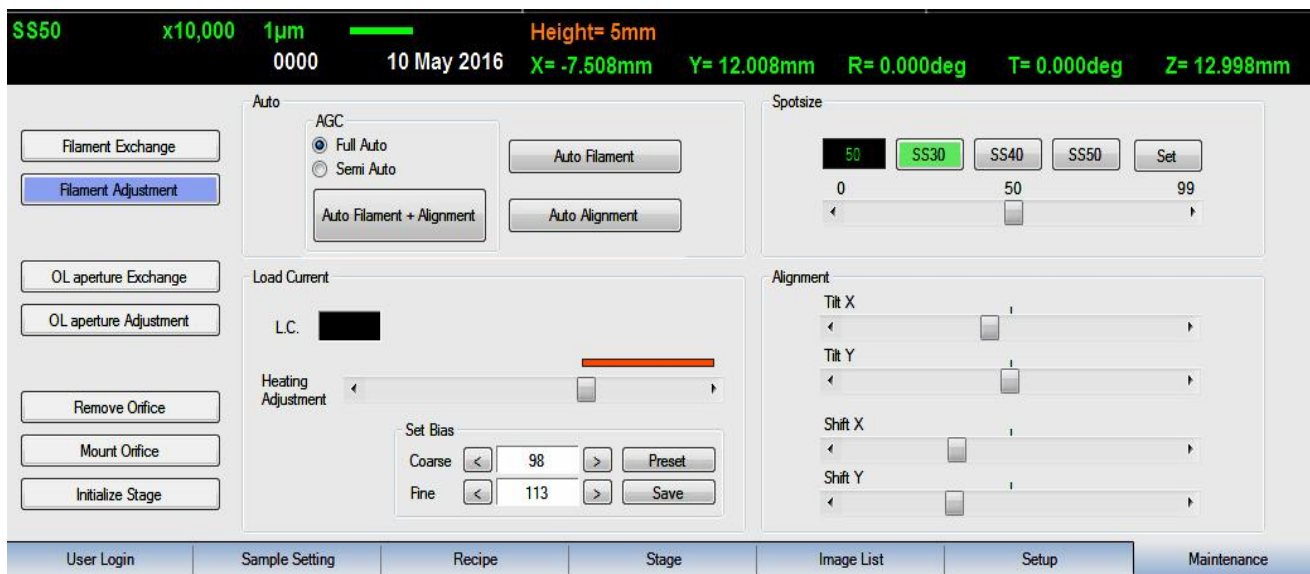 SS50 x10,000 1µm Height= 5mm
0000 10 May 2016 X= -7.508mm Y= 12.008mm R= 0.000deg T= 0.000deg Z= 12.998mm
Filament Exchange
Filament Adjustment
OL aperture Exchange
OL aperture Adjustment
Remove Orifice
Mount Orifice
Initialize Stage
Auto
AGC
Full Auto
Semi Auto
Auto Filament + Alignment
Auto Filament
Auto Alignment
Spotsize
50 SS30 SS40 SS50 Set
0 50 99
Load Current
L.C.
Heating
Adjustment
Set Bias
Coarse < 98 > Preset
Fine < 113 > Save
Alignment
Tilt X
Tilt Y
Shift X
Shift Y
User Login Sample Setting Recipe Stage Image List Setup Maintenance